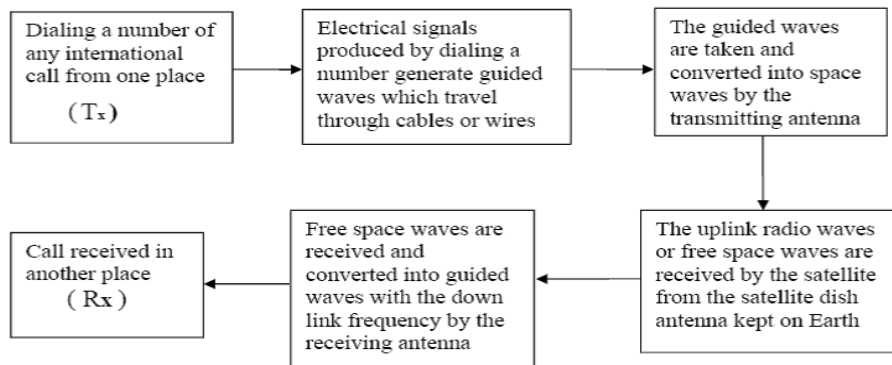 Dialing a number of
any international
call from one place
(Tx)
Electrical signals
produced by dialing a
number generate guided
waves which travel
through cables or wires
The guided waves
are taken and
converted into space
waves by the
transmitting antenna
The uplink radio waves
or free space waves are
received by the satellite
from the satellite dish
antenna kept on Earth
Free space waves are
received and
converted into guided
waves with the down
link frequency by the
receiving antenna
Call received in
another place
(Rx)